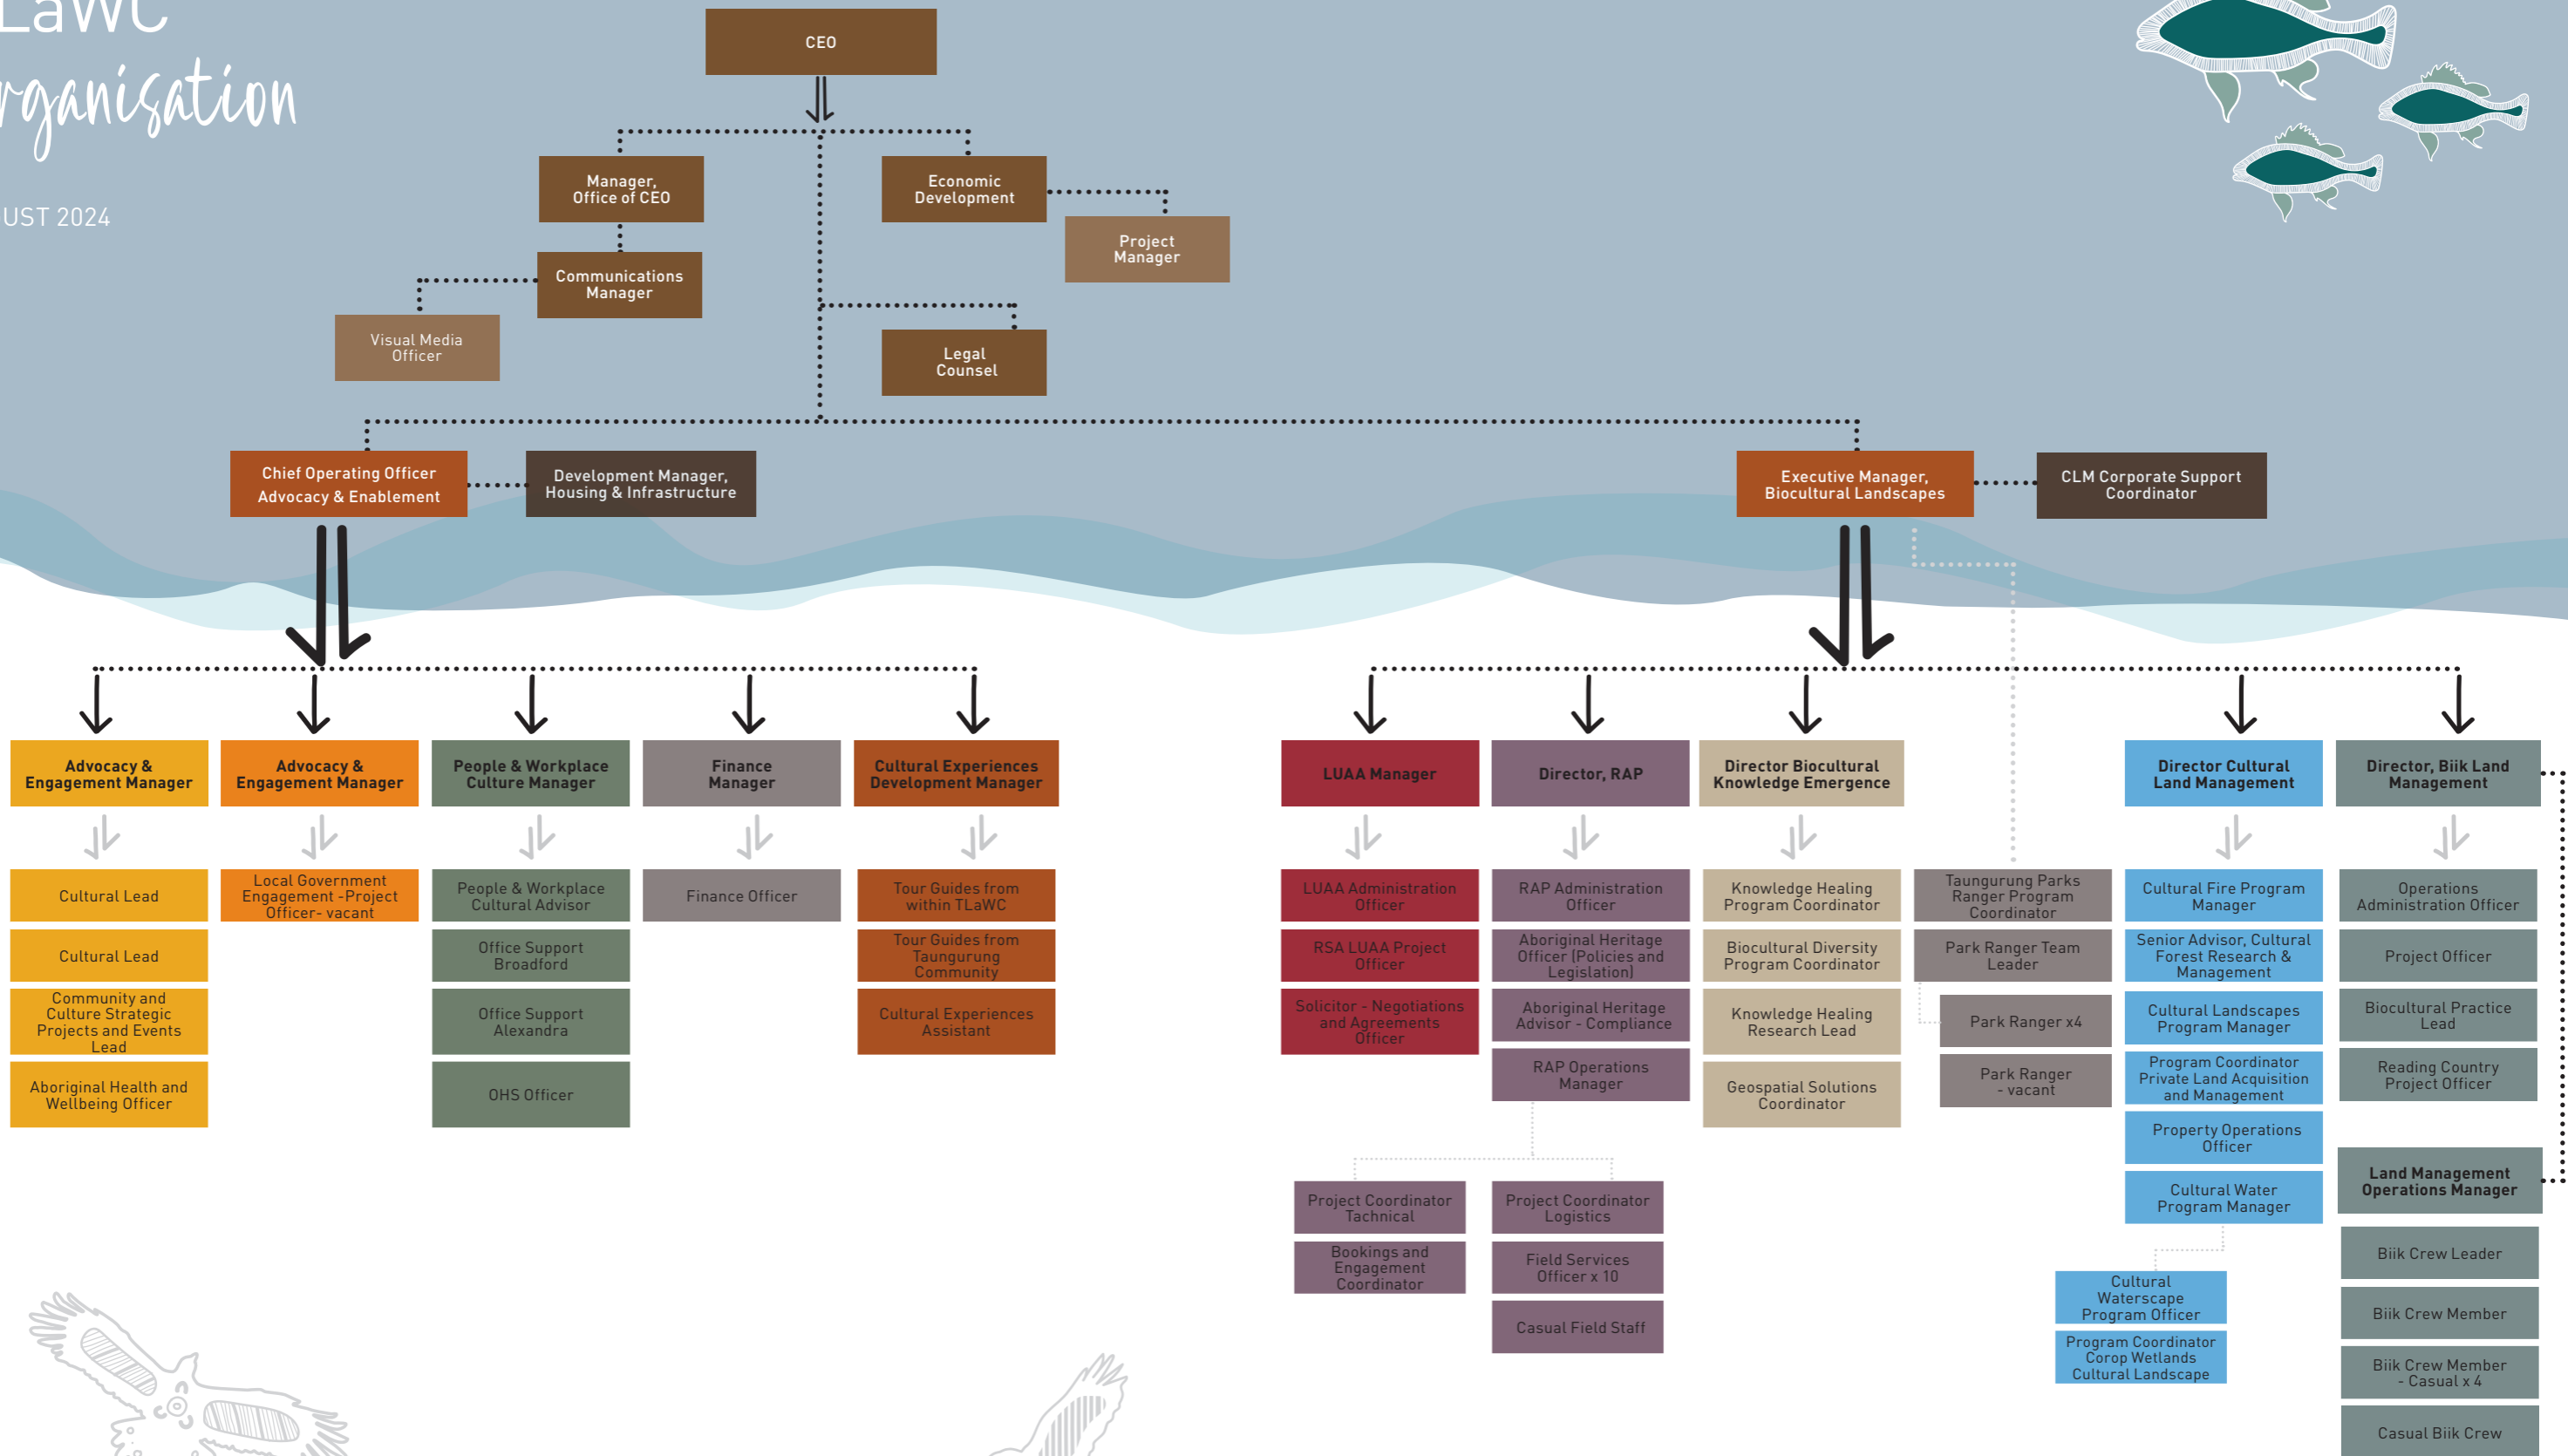 LaWC
rganisation
UST 2024
CEO
Manager,
Office of CEO
Economic
Development
Project
Manager
Communications
Manager
Visual Media
Officer
Legal
Counsel
Chief Operating Officer
Advocacy & Enablement
Development Manager,
Housing & Infrastructure
Executive Manager,
Biocultural Landscapes
CLM Corporate Support
Coordinator
Advocacy &
Engagement Manager
Cultural Lead
Cultural Lead
Community and
Culture Strategic
Projects and Events
Lead
Aboriginal Health and
Wellbeing Officer
Advocacy &
Engagement Manager
Local Government
Engagement -Project
Officer- vacant
People & Workplace
Culture Manager
People & Workplace
Cultural Advisor
Office Support
Broadford
Office Support
Alexandra
OHS Officer
Finance
Manager
Finance Officer
Cultural Experiences
Development Manager
Tour Guides from
within TLaWC
Tour Guides from
Taungurung
Community
Cultural Experiences
Assistant
LUAA Manager
LUAA Administration
Officer
RSA LUAA Project
Officer
Solicitor - Negotiations
and Agreements
Officer
Director, RAP
RAP Administration
Officer
Aboriginal Heritage
Officer (Policies and
Legislation)
Aboriginal Heritage
Advisor - Compliance
RAP Operations
Manager
Project Coordinator
Tachnical
Bookings and
Engagement
Coordinator
Project Coordinator
Logistics
Field Services
Officer x 10
Casual Field Staff
Director Biocultural
Knowledge Emergence
Knowledge Healing
Program Coordinator
Biocultural Diversity
Program Coordinator
Knowledge Healing
Research Lead
Geospatial Solutions
Coordinator
Taungurung Parks
Ranger Program
Coordinator
Park Ranger Team
Leader
Park Ranger x4
Park Ranger
- vacant
Director Cultural
Land Management
Cultural Fire Program
Manager
Senior Advisor, Cultural
Forest Research &
Management
Cultural Landscapes
Program Manager
Program Coordinator
Private Land Acquisition
and Management
Property Operations
Officer
Cultural Water
Program Manager
Cultural
Waterscape
Program Officer
Program Coordinator
Corop Wetlands
Cultural Landscape
Director, Biik Land
Management
Operations
Administration Officer
Project Officer
Biocultural Practice
Lead
Reading Country
Project Officer
Land Management
Operations Manager
Biik Crew Leader
Biik Crew Member
Biik Crew Member
- Casual x 4
Casual Biik Crew